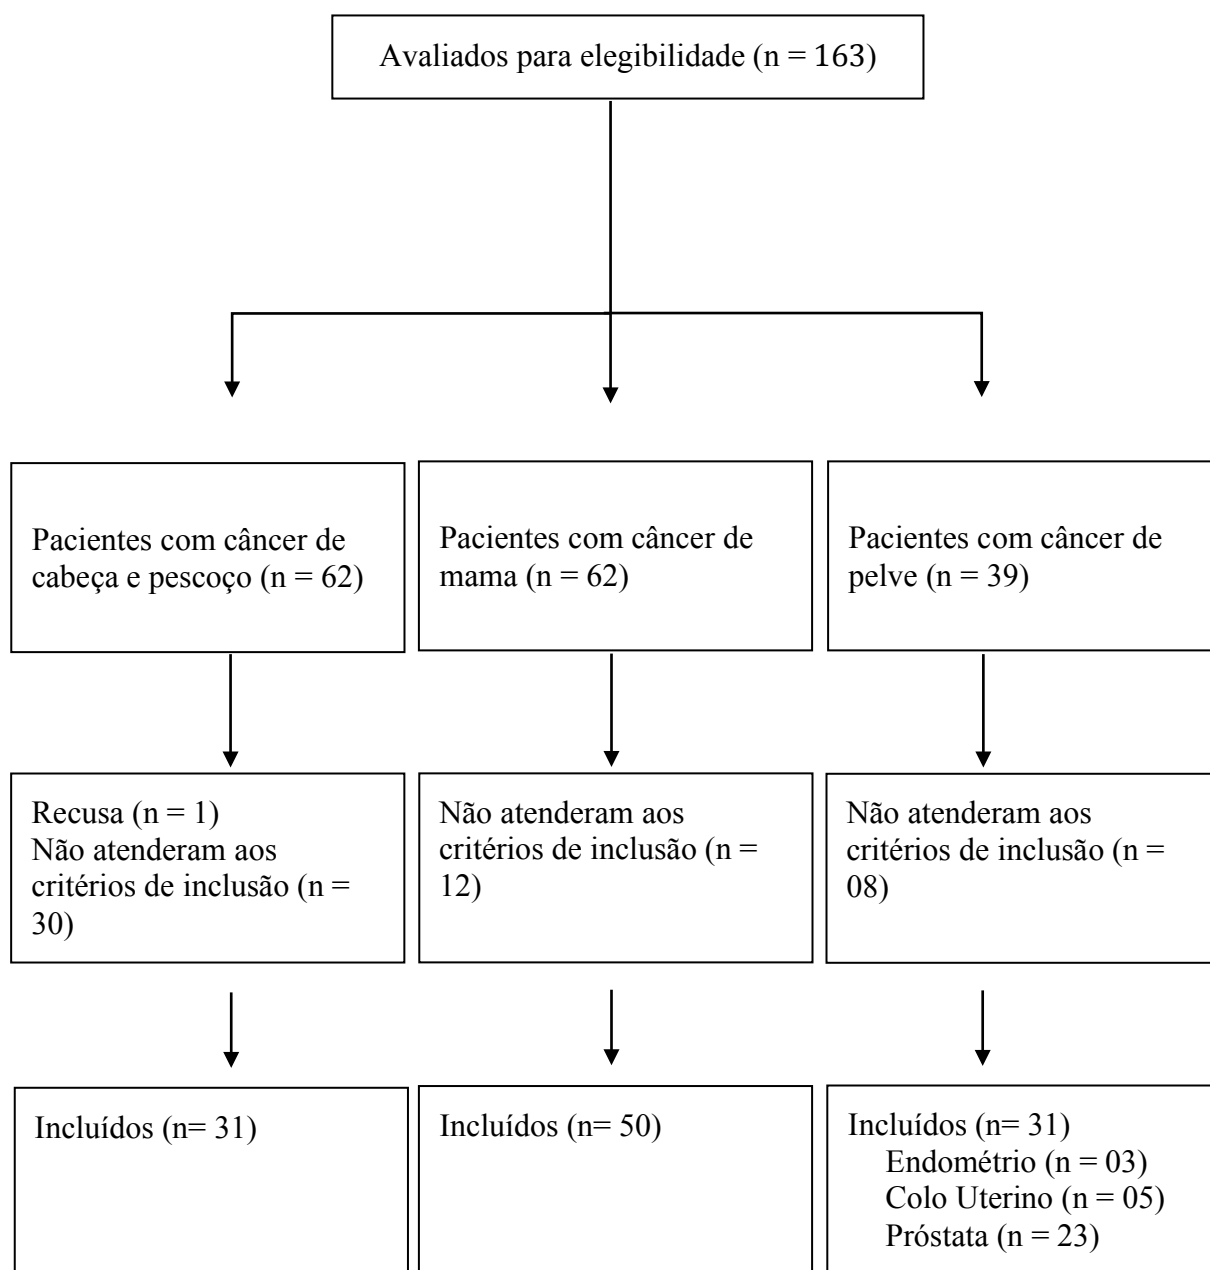 Avaliados para elegibilidade (n = 163)
Pacientes com câncer de
cabeça e pescoço (n = 62)
Pacientes com câncer de
mama (n = 62)
Pacientes com câncer de
pelve (n = 39)
Recusa (n = 1)
Não atenderam aos
critérios de inclusão (n =
30)
Não atenderam aos
critérios de inclusão (n =
12)
Não atenderam aos
critérios de inclusão (n =
08)
Incluídos (n= 31)
Incluídos (n= 50)
Incluídos (n= 31)
Endométrio (n = 03)
Colo Uterino (n = 05)
Próstata (n = 23)